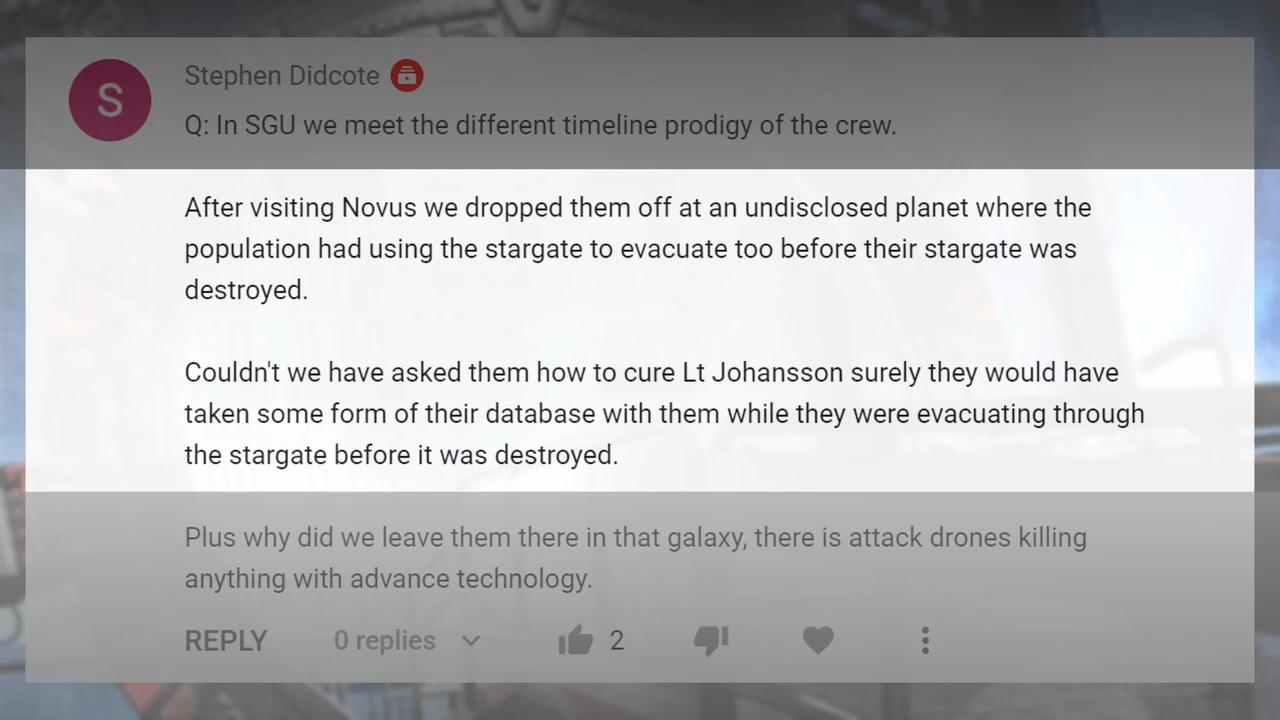 S
Stephen Didcote
Q: In SGU we meet the different timeline prodigy of the crew.
After visiting Novus we dropped them off at an undisclosed planet where the
population had using the stargate to evacuate too before their stargate was
destroyed.
Couldn't we have asked them how to cure Lt Johansson surely they would have
taken some form of their database with them while they were evacuating through
the stargate before it was destroyed.
Plus why did we leave them there in that galaxy, there is attack drones killing
anything with advance technology.
REPLY 0 replies 2